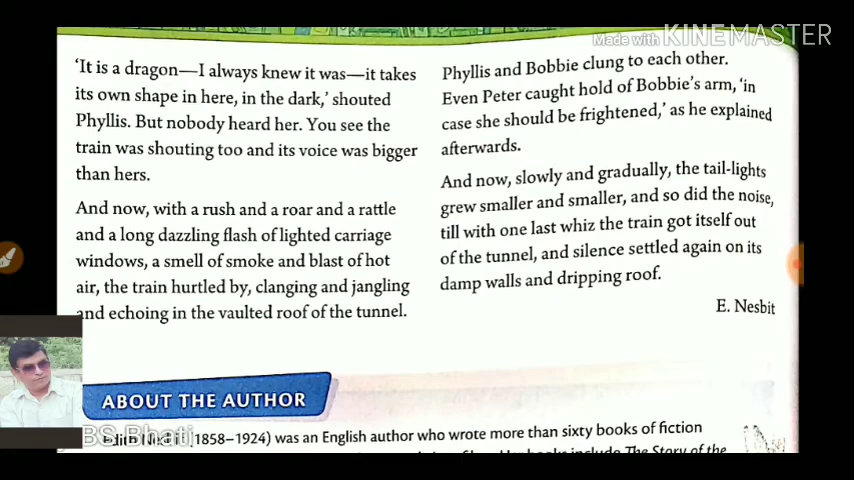 Made with KINEMASTER
'It is a dragon—I always knew it was—it takes
its own shape in here, in the dark,' shouted
Phyllis. But nobody heard her. You see the
train was shouting too and its voice was bigger
than hers.
And now, with a rush and a roar and a rattle
and a long dazzling flash of lighted carriage
windows, a smell of smoke and blast of hot
air, the train hurtled by, clanging and jangling
and echoing in the vaulted roof of the tunnel.
Phyllis and Bobbie clung to each other.
Even Peter caught hold of Bobbie's arm, 'in
case she should be frightened,' as he explained
afterwards.
And now, slowly and gradually, the tail-lights
grew smaller and smaller, and so did the noise,
till with one last whiz the train got itself out
of the tunnel, and silence settled again on its
damp walls and dripping roof.
E. Nesbit
ABOUT THE AUTHOR
BS Bhati
Edith Nesbit (1858–1924) was an English author who wrote more than sixty books of fiction
books include The Story of the